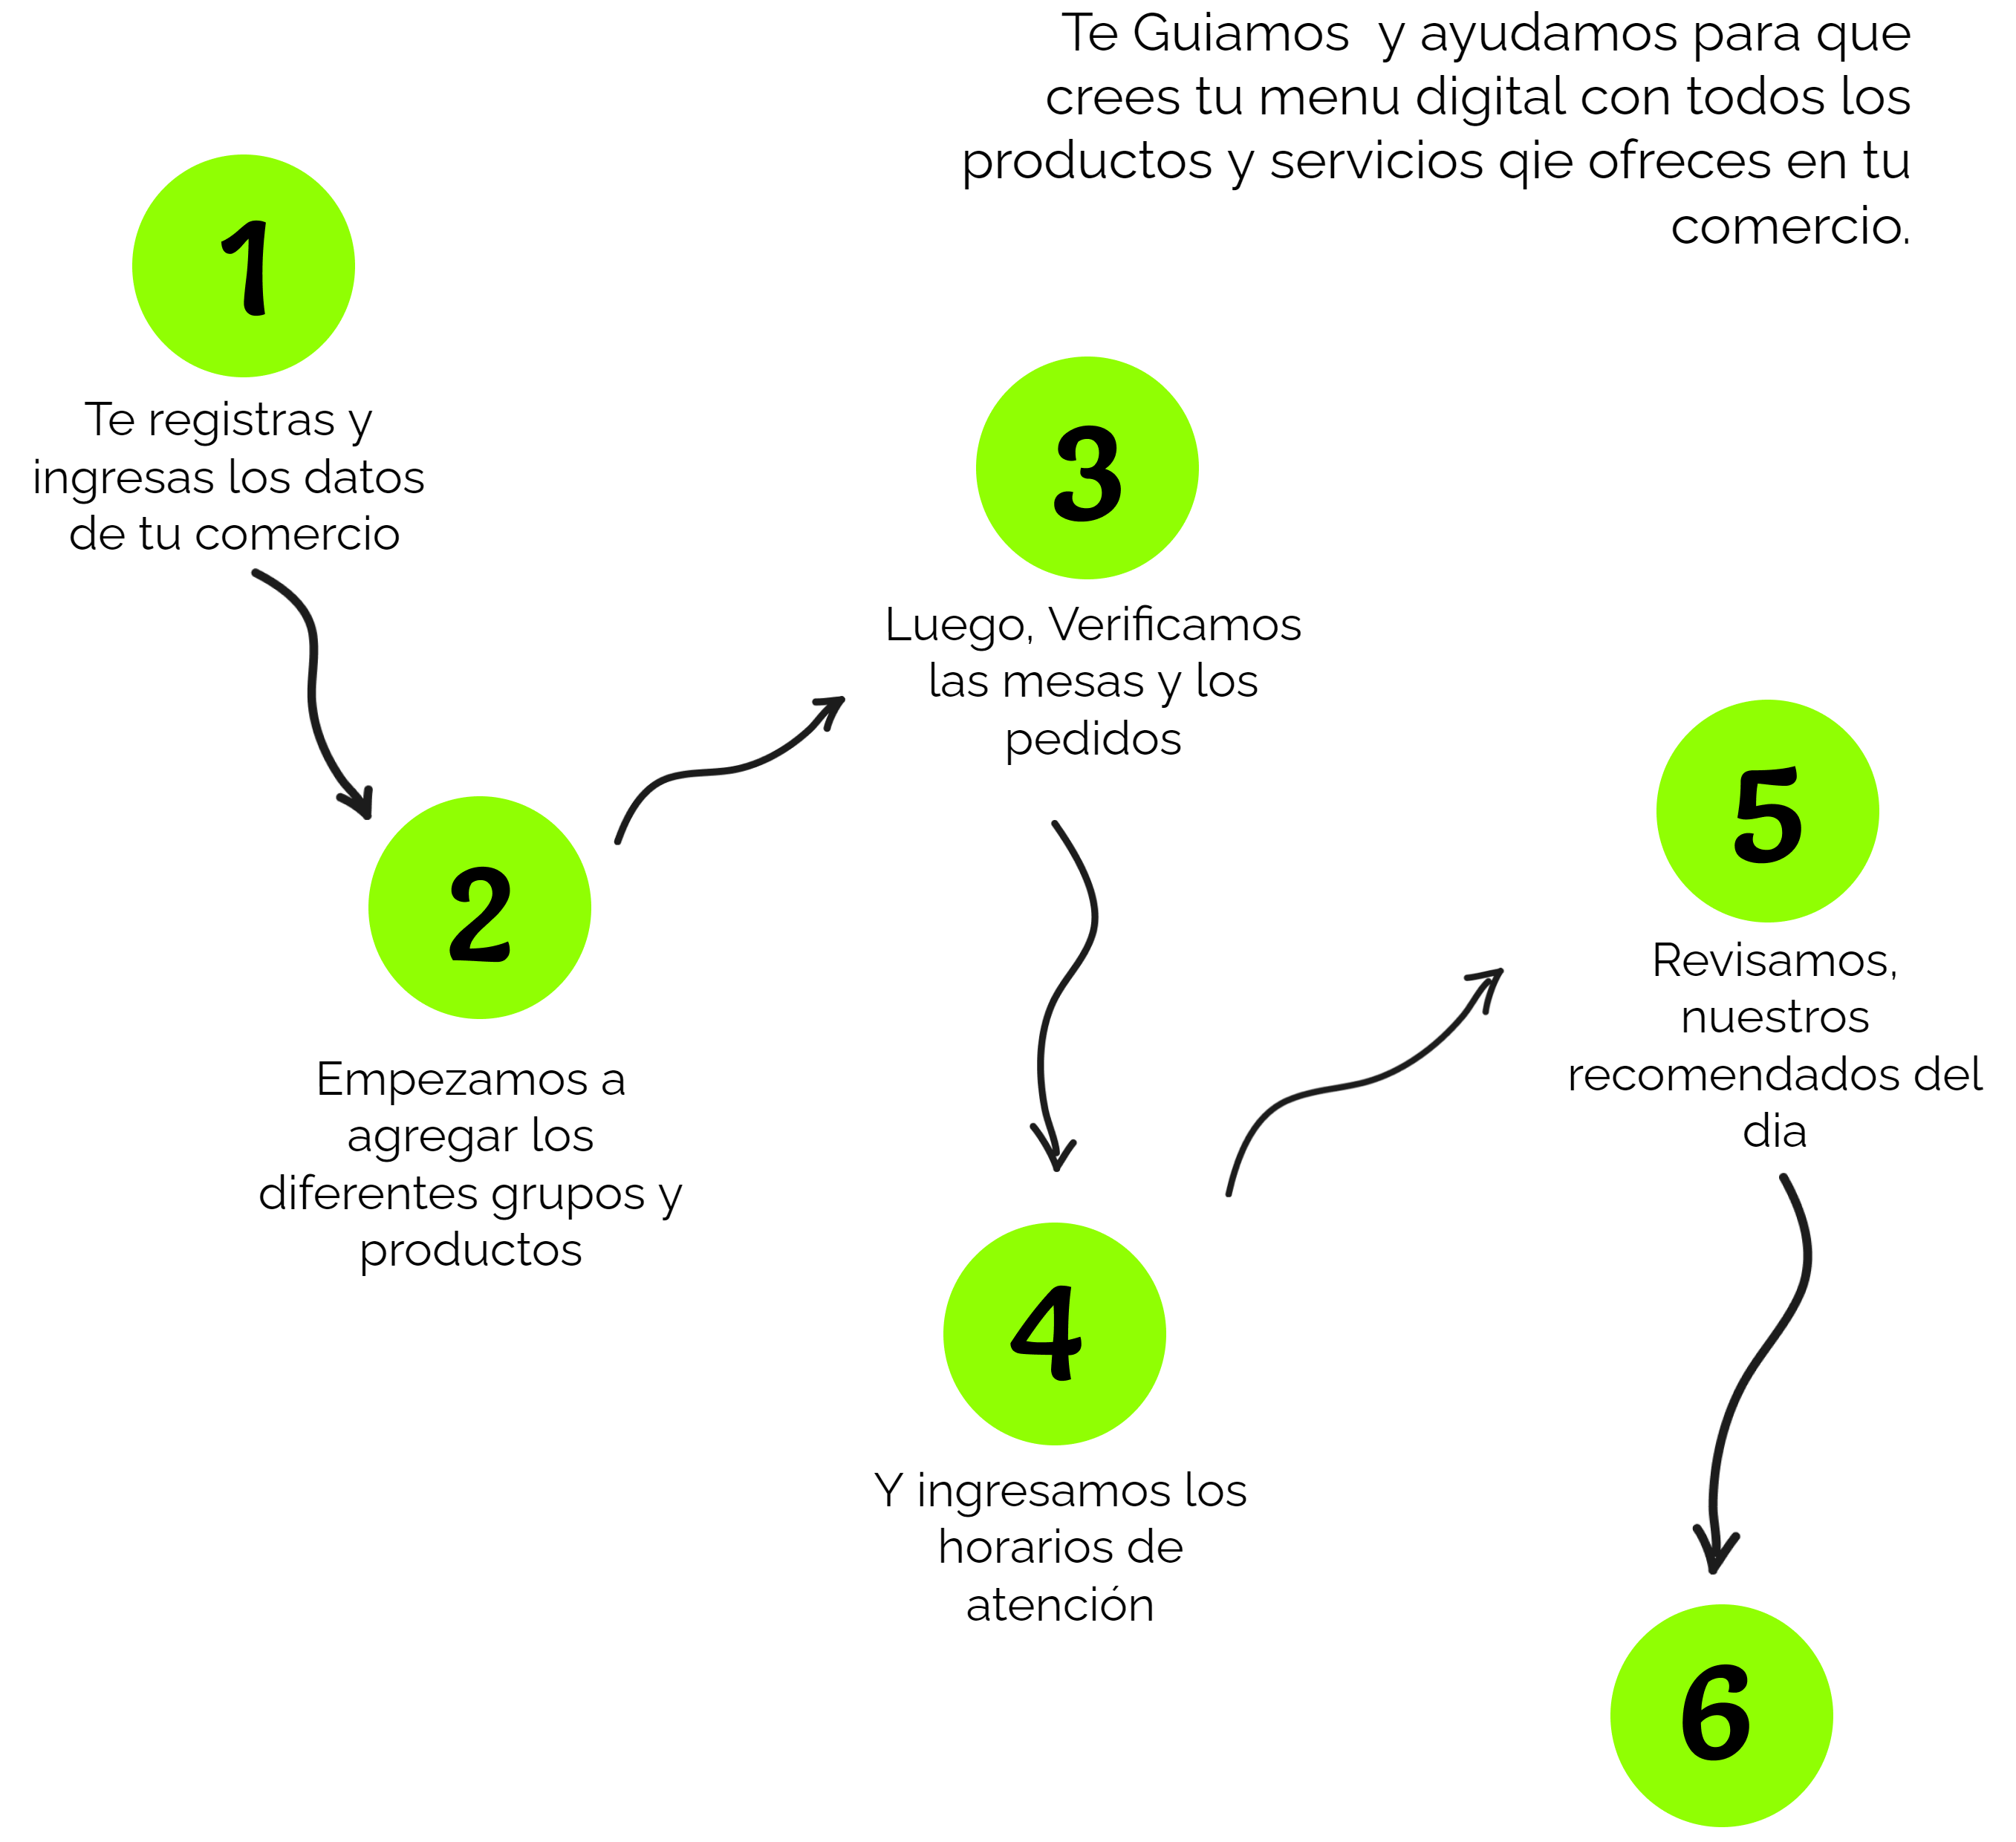 Te Guiamos  y ayudamos para que
crees tu menu digital con todos los
productos y servicios qie ofreces en tu
comercio.
1
Te registras y
ingresas los datos
de tu comercio
2
Empezamos a
agregar los
diferentes grupos y
productos
3
Luego, Verificamos
las mesas y los
pedidos
4
Y ingresamos los
horarios de
atención
5
Revisamos,
nuestros
recomendados del
dia
6